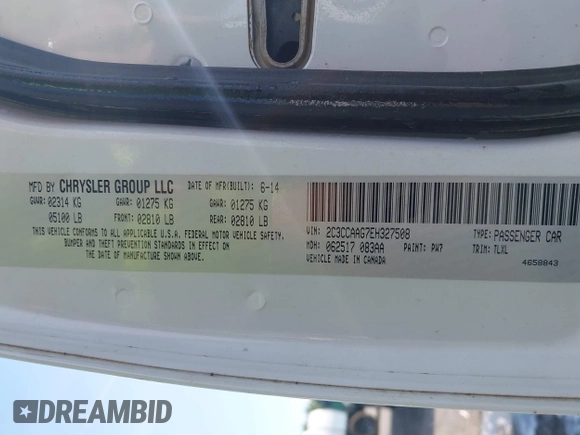 MFD BY CHRYSLER GROUP LLC DATE OF MFR(BUILT): 6-14
GVWR: 02314 KG GAWR: 01275 KG GAWR: 01275 KG
05100 LB FRONT: 02810 LB REAR: 02810 LB
THIS VEHICLE CONFORMS TO ALL APPLICABLE U.S.A. FEDERAL MOTOR VEHICLE SAFETY,
BUMPER AND THEFT PREVENTION STANDARDS IN EFFECT ON
THE DATE OF MANUFACTURE SHOWN ABOVE.
VIN: 2C3CCAAG7EH327508 TYPE: PASSENGER CAR
MDH: 062517 083AA PAINT: PW7 TRIM: TLXL
VEHICLE MADE IN CANADA 4658843
DREAMBID